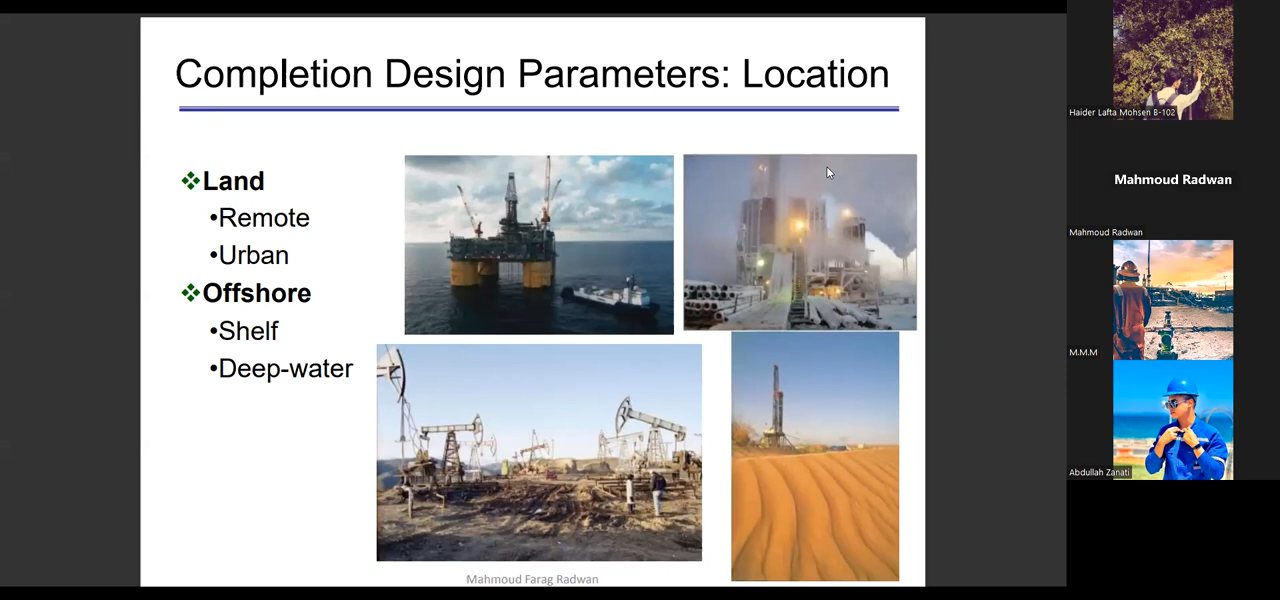 Completion Design Parameters: Location
❖Land
•Remote
•Urban
❖Offshore
•Shelf
•Deep-water
Mahmoud Farag Radwan
Haider Lafta Mohsen B-102
Mahmoud Radwan
Mahmoud Radwan
M.M.M
Abdullah Zanati